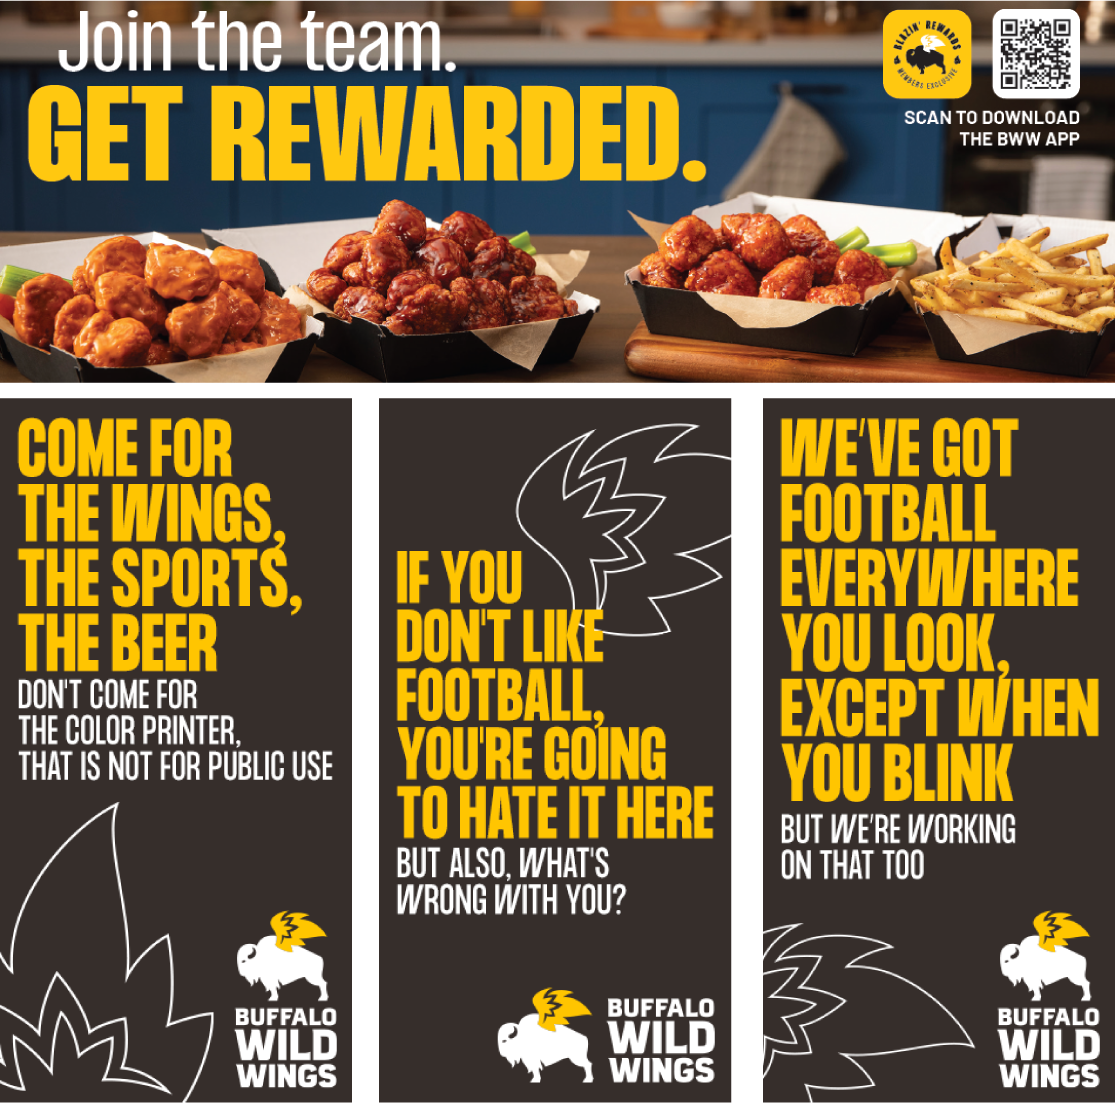 Join the team.
GET REWARDED.
BLAZIN' REWARDS
MEMBERS EXCLUSIVE
SCAN TO DOWNLOAD
THE BWW APP
COME FOR
THE WINGS,
THE SPORTS,
THE BEER
DON'T COME FOR
THE COLOR PRINTER,
THAT IS NOT FOR PUBLIC USE
BUFFALO
WILD
WINGS
IF YOU
DON'T LIKE
FOOTBALL,
YOU'RE GOING
TO HATE IT HERE
BUT ALSO, WHAT'S
WRONG WITH YOU?
BUFFALO
WILD
WINGS
WE'VE GOT
FOOTBALL
EVERYWHERE
YOU LOOK,
EXCEPT WHEN
YOU BLINK
BUT WE'RE WORKING
ON THAT TOO
BUFFALO
WILD
WINGS